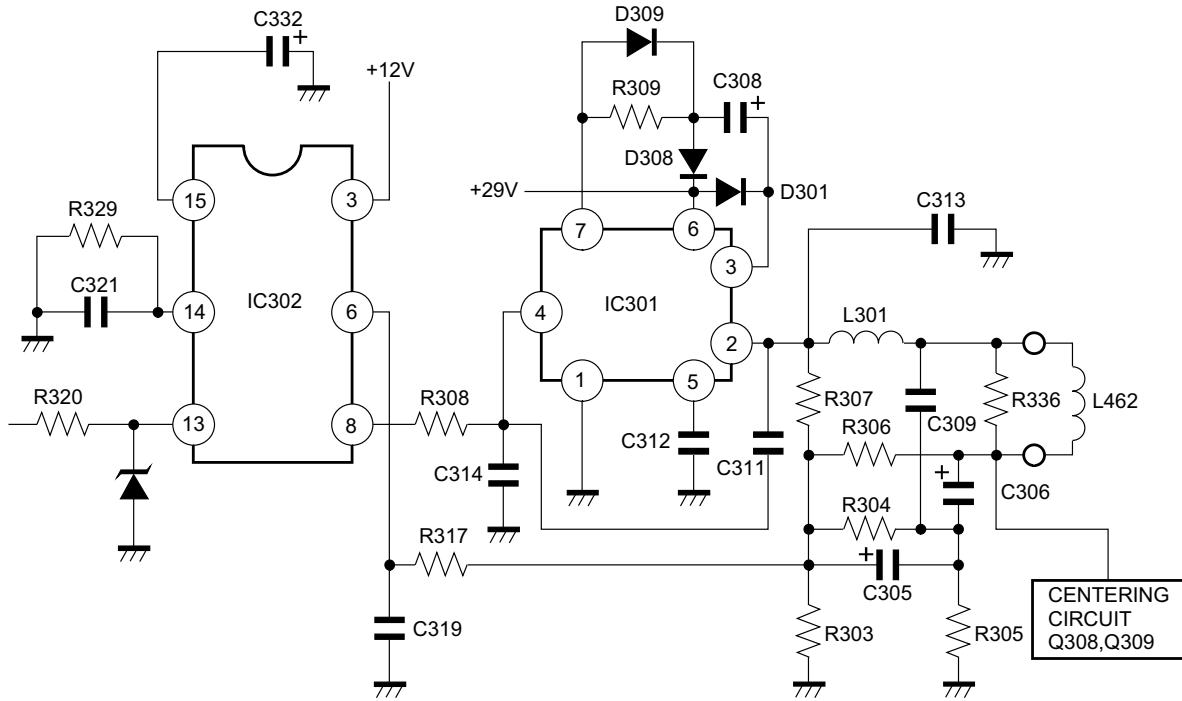 D309
C332
+
+12V
R309
C308
+
D308
+29V
D301
15
3
7
6
C313
R329
3
C321
IC302
IC301
L301
14
6
4
2
1
5
R320
R308
R307
R336
L462
13
8
R306
C309
C312
C311
C314
+
C306
R304
R317
+
C305
C319
R303
R305
CENTERING
CIRCUIT
Q308,Q309